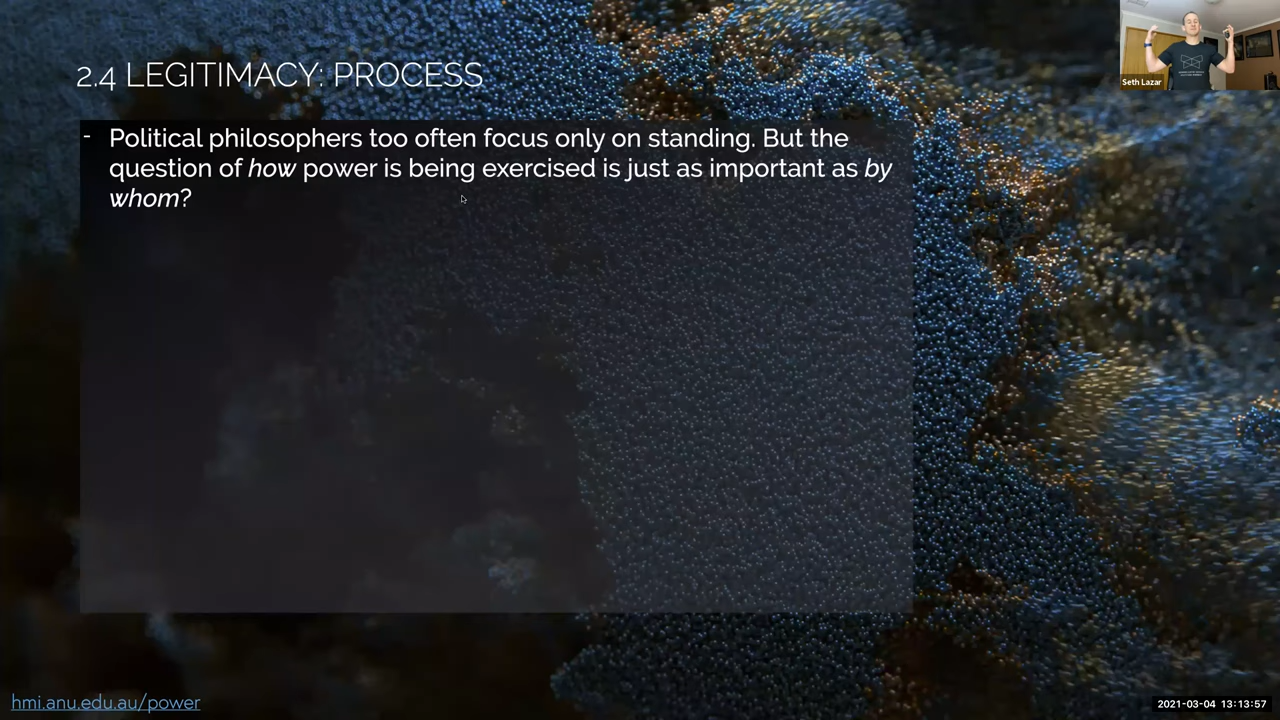 2.4 LEGITIMACY: PROCESS
Seth Lazar
- Political philosophers too often focus only on standing. But the
question of how power is being exercised is just as important as by
whom?
hmi.anu.edu.au/power
2021-03-04 13:13:57